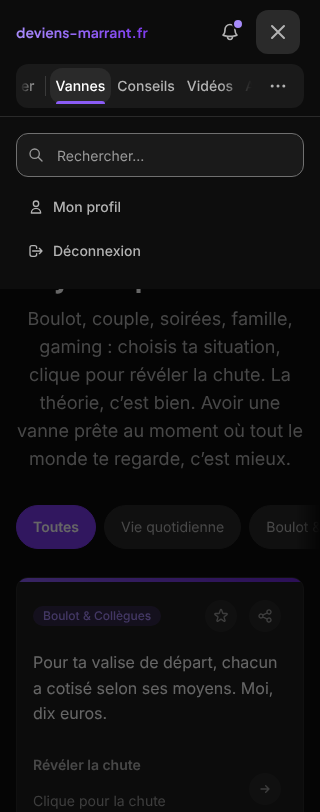 deviens-marrant.fr
er Vannes Conseils Vidéos
Rechercher...
Mon profil
Déconnexion
Boulot, couple, soirées, famille,
gaming : choisis ta situation,
clique pour révéler la chute. La
théorie, c’est bien. Avoir une
vanne prête au moment où tout le
monde te regarde, c’est mieux.
Toutes Vie quotidienne Boulot
Boulot & Collègues
Pour ta valise de départ, chacun
a cotisé selon ses moyens. Moi,
dix euros.
Révéler la chute
Clique pour la chute